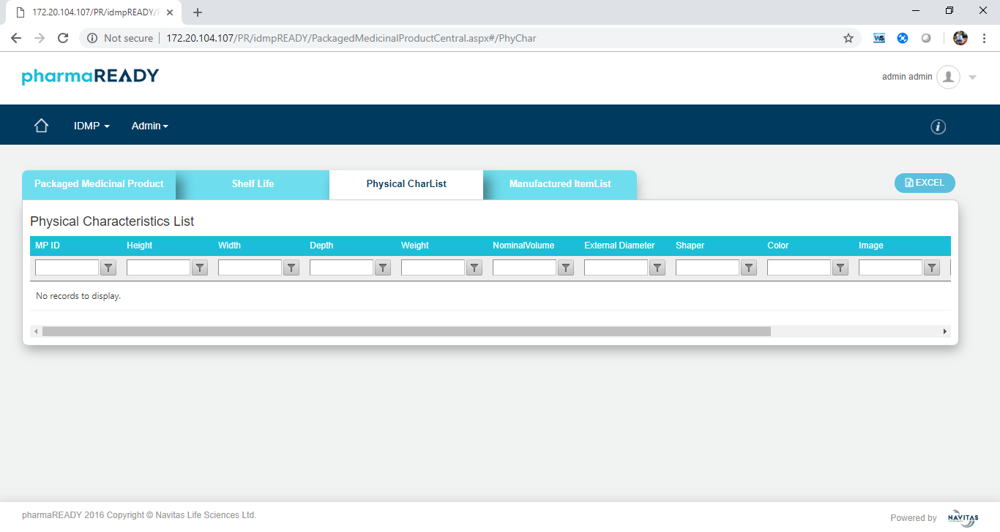 172.20.104.107/PR/idmpREADY/
Not secure 172.20.104.107/PR/idmpREADY/PackagedMedicinalProductCentral.aspx#/PhyChar
WS
pharmaREADY
admin admin
IDMP Admin
i
Packaged Medicinal Product Shelf Life Physical CharList Manufactured ItemList EXCEL
Physical Characteristics List
MP ID Height Width Depth Weight NominalVolume External Diameter Shaper Color Image
No records to display.
pharmaREADY 2016 Copyright © Navitas Life Sciences Ltd.
Powered by NAVITAS